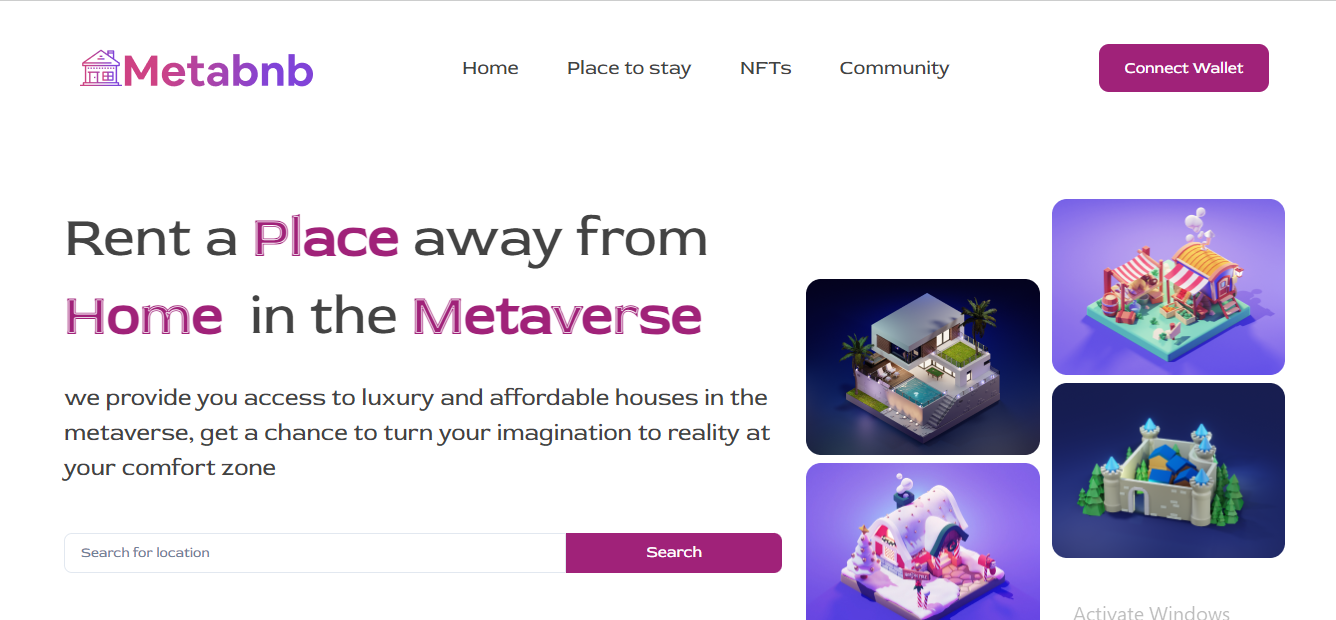 Metabnb
Home
Place to stay
NFTs
Community
Connect Wallet
Rent a Place away from
Home in the Metaverse
we provide you access to luxury and affordable houses in the
metaverse, get a chance to turn your imagination to reality at
your comfort zone
Search for location
Search
Activate Windows